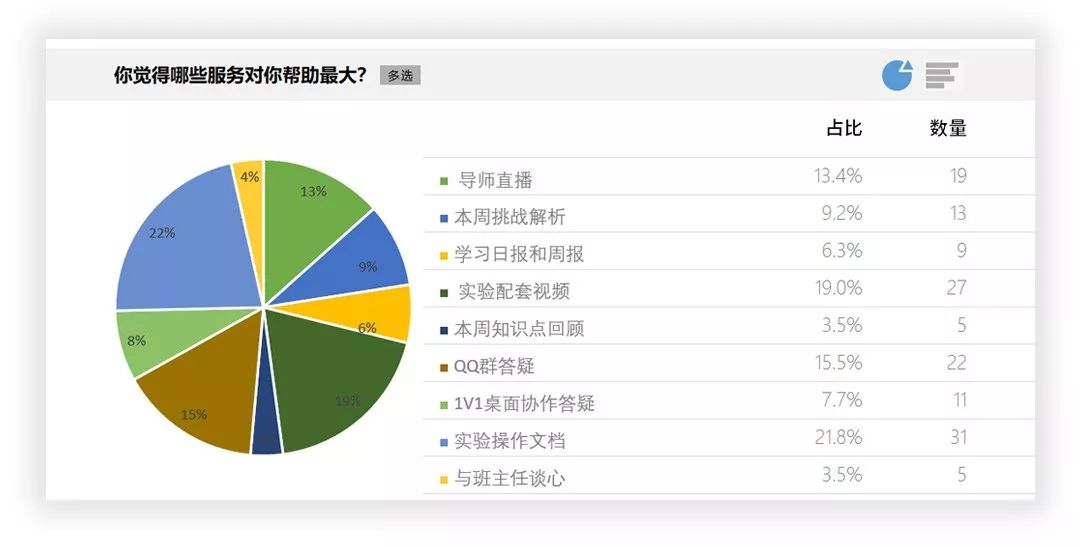 你觉得哪些服务对你帮助最大? 多选
占比 数量
导师直播 13.4% 19
本周挑战解析 9.2% 13
学习日报和周报 6.3% 9
实验配套视频 19.0% 27
本周知识点回顾 3.5% 5
QQ群答疑 15.5% 22
1V1桌面协作答疑 7.7% 11
实验操作文档 21.8% 31
与班主任谈心 3.5% 5
4%
13%
22%
9%
6%
8%
19%
15%